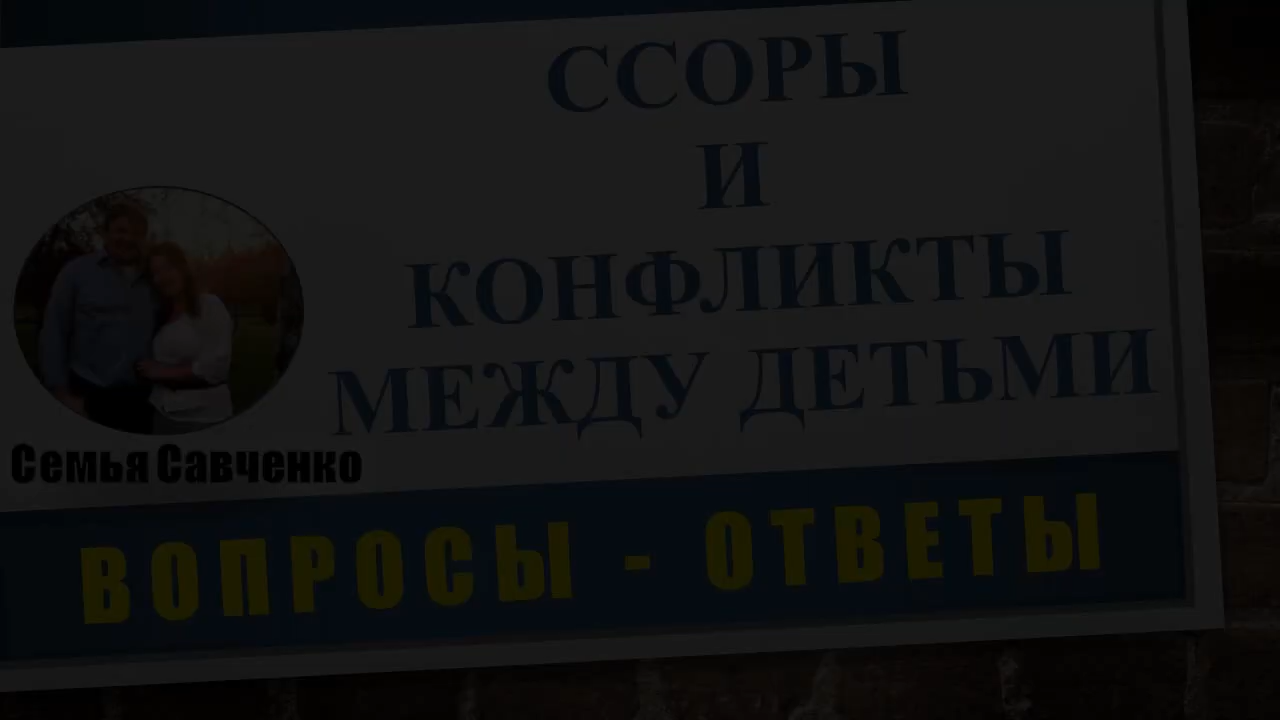 ССОРЫ
И
КОНФЛИКТЫ
МЕЖДУ ДЕТЬМИ
Семья Савченко
ВОПРОСЫ - ОТВЕТЫ